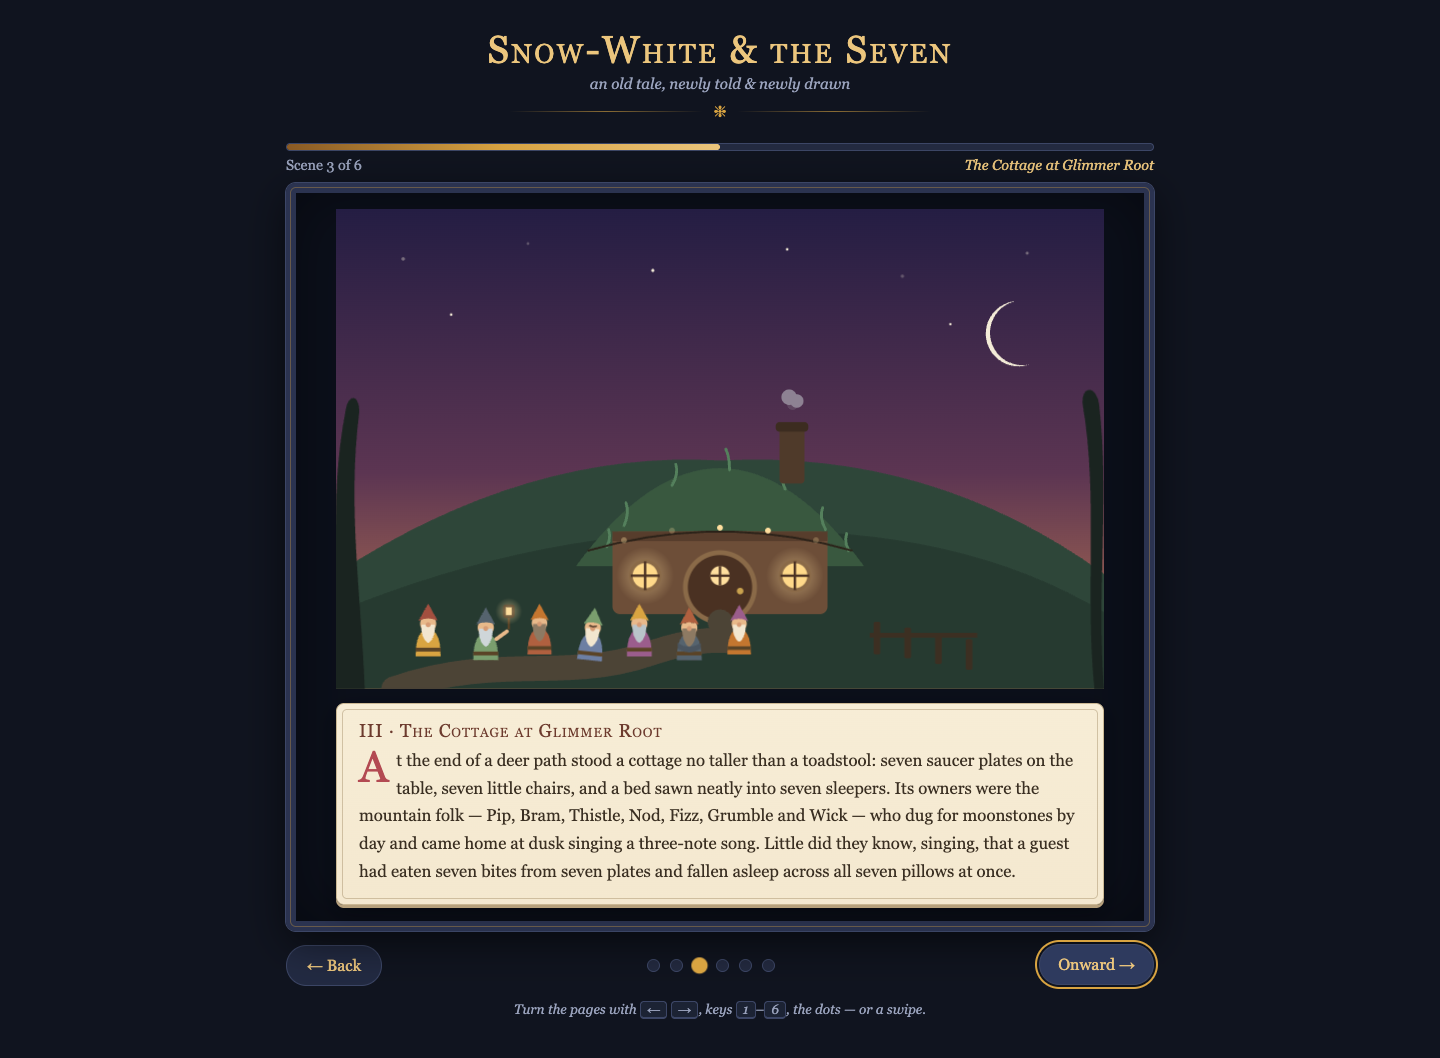 Snow-White & the Seven
an old tale, newly told & newly drawn
Scene 3 of 6
The Cottage at Glimmer Root
III · The Cottage at Glimmer Root
At the end of a deer path stood a cottage no taller than a toadstool: seven saucer plates on the
table, seven little chairs, and a bed sawn neatly into seven sleepers. Its owners were the
mountain folk — Pip, Bram, Thistle, Nod, Fizz, Grumble and Wick — who dug for moonstones by
day and came home at dusk singing a three-note song. Little did they know, singing, that a guest
had eaten seven bites from seven plates and fallen asleep across all seven pillows at once.
← Back
Onward →
Turn the pages with ← →, keys 1–6, the dots — or a swipe.